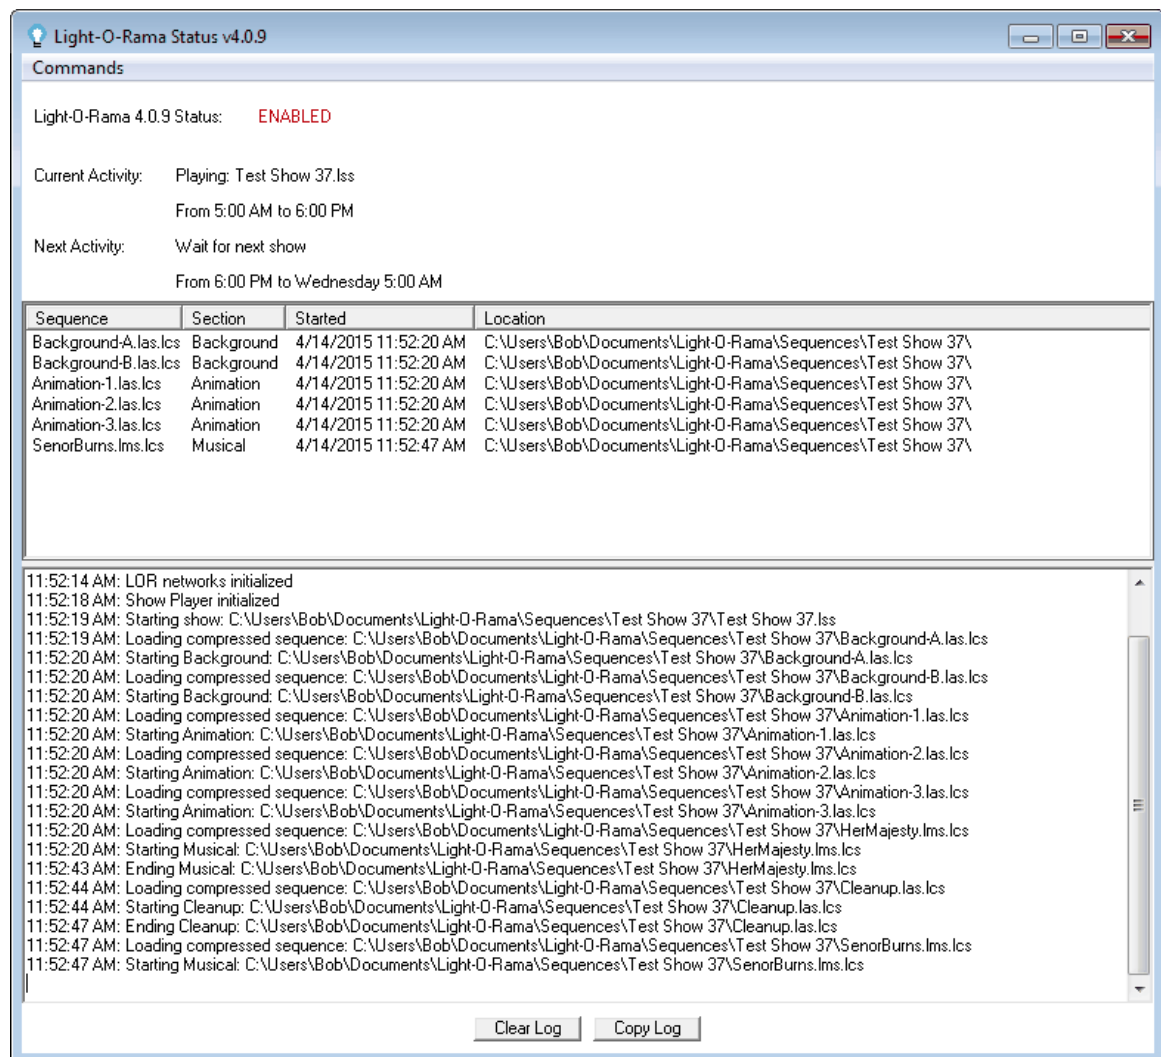 Light-O-Rama Status v4.0.9
Commands
Light-O-Rama 4.0.9 Status: ENABLED
Current Activity: Playing: Test Show 37.lss
From 5:00 AM to 6:00 PM
Next Activity: Wait for next show
From 6:00 PM to Wednesday 5:00 AM
Sequence Section Started Location
Background-A.las.lcs Background 4/14/2015 11:52:20 AM C:\Users\Bob\Documents\Light-O-Rama\Sequences\Test Show 37\
Background-B.las.lcs Background 4/14/2015 11:52:20 AM C:\Users\Bob\Documents\Light-O-Rama\Sequences\Test Show 37\
Animation-1.las.lcs Animation 4/14/2015 11:52:20 AM C:\Users\Bob\Documents\Light-O-Rama\Sequences\Test Show 37\
Animation-2.las.lcs Animation 4/14/2015 11:52:20 AM C:\Users\Bob\Documents\Light-O-Rama\Sequences\Test Show 37\
Animation-3.las.lcs Animation 4/14/2015 11:52:20 AM C:\Users\Bob\Documents\Light-O-Rama\Sequences\Test Show 37\
SenorBurns.lms.lcs Musical 4/14/2015 11:52:47 AM C:\Users\Bob\Documents\Light-O-Rama\Sequences\Test Show 37\
11:52:14 AM: LOR networks initialized
11:52:18 AM: Show Player initialized
11:52:19 AM: Starting show: C:\Users\Bob\Documents\Light-O-Rama\Sequences\Test Show 37\Test Show 37.lss
11:52:19 AM: Loading compressed sequence: C:\Users\Bob\Documents\Light-O-Rama\Sequences\Test Show 37\Background-A.las.lcs
11:52:20 AM: Starting Background: C:\Users\Bob\Documents\Light-O-Rama\Sequences\Test Show 37\Background-A.las.lcs
11:52:20 AM: Loading compressed sequence: C:\Users\Bob\Documents\Light-O-Rama\Sequences\Test Show 37\Background-B.las.lcs
11:52:20 AM: Starting Background: C:\Users\Bob\Documents\Light-O-Rama\Sequences\Test Show 37\Background-B.las.lcs
11:52:20 AM: Loading compressed sequence: C:\Users\Bob\Documents\Light-O-Rama\Sequences\Test Show 37\Animation-1.las.lcs
11:52:20 AM: Starting Animation: C:\Users\Bob\Documents\Light-O-Rama\Sequences\Test Show 37\Animation-1.las.lcs
11:52:20 AM: Loading compressed sequence: C:\Users\Bob\Documents\Light-O-Rama\Sequences\Test Show 37\Animation-2.las.lcs
11:52:20 AM: Starting Animation: C:\Users\Bob\Documents\Light-O-Rama\Sequences\Test Show 37\Animation-2.las.lcs
11:52:20 AM: Loading compressed sequence: C:\Users\Bob\Documents\Light-O-Rama\Sequences\Test Show 37\Animation-3.las.lcs
11:52:20 AM: Starting Animation: C:\Users\Bob\Documents\Light-O-Rama\Sequences\Test Show 37\Animation-3.las.lcs
11:52:20 AM: Loading compressed sequence: C:\Users\Bob\Documents\Light-O-Rama\Sequences\Test Show 37\HerMajesty.lms.lcs
11:52:20 AM: Starting Musical: C:\Users\Bob\Documents\Light-O-Rama\Sequences\Test Show 37\HerMajesty.lms.lcs
11:52:43 AM: Ending Musical: C:\Users\Bob\Documents\Light-O-Rama\Sequences\Test Show 37\HerMajesty.lms.lcs
11:52:44 AM: Loading compressed sequence: C:\Users\Bob\Documents\Light-O-Rama\Sequences\Test Show 37\Cleanup.las.lcs
11:52:44 AM: Starting Cleanup: C:\Users\Bob\Documents\Light-O-Rama\Sequences\Test Show 37\Cleanup.las.lcs
11:52:47 AM: Ending Cleanup: C:\Users\Bob\Documents\Light-O-Rama\Sequences\Test Show 37\Cleanup.las.lcs
11:52:47 AM: Loading compressed sequence: C:\Users\Bob\Documents\Light-O-Rama\Sequences\Test Show 37\SenorBurns.lms.lcs
11:52:47 AM: Starting Musical: C:\Users\Bob\Documents\Light-O-Rama\Sequences\Test Show 37\SenorBurns.lms.lcs
Clear Log Copy Log